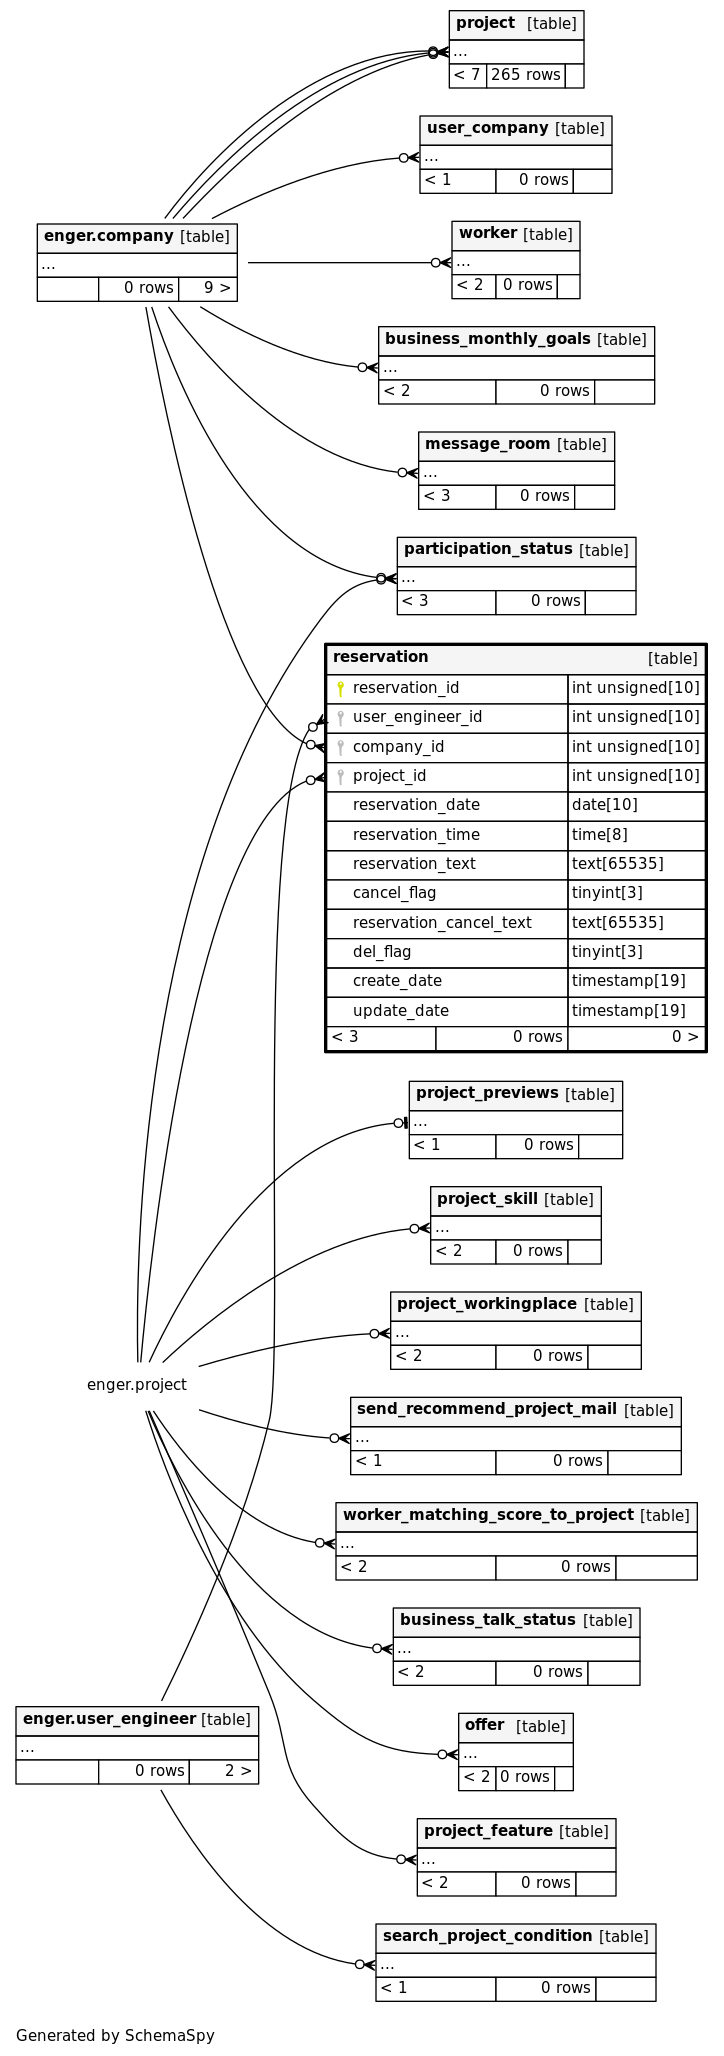 project [table]
...
< 7 265 rows
user_company [table]
...
< 1 0 rows
enger.company [table]
...
0 rows 9 >
worker [table]
...
< 2 0 rows
business_monthly_goals [table]
...
< 2 0 rows
message_room [table]
...
< 3 0 rows
participation_status [table]
...
< 3 0 rows
reservation [table]
reservation_id int unsigned[10]
user_engineer_id int unsigned[10]
company_id int unsigned[10]
project_id int unsigned[10]
reservation_date date[10]
reservation_time time[8]
reservation_text text[65535]
cancel_flag tinyint[3]
reservation_cancel_text text[65535]
del_flag tinyint[3]
create_date timestamp[19]
update_date timestamp[19]
< 3 0 rows 0 >
project_previews [table]
...
< 1 0 rows
project_skill [table]
...
< 2 0 rows
project_workingplace [table]
...
< 2 0 rows
enger.project
send_recommend_project_mail [table]
...
< 1 0 rows
worker_matching_score_to_project [table]
...
< 2 0 rows
business_talk_status [table]
...
< 2 0 rows
enger.user_engineer [table]
...
0 rows 2 >
offer [table]
...
< 2 0 rows
project_feature [table]
...
< 2 0 rows
search_project_condition [table]
...
< 1 0 rows
Generated by SchemaSpy